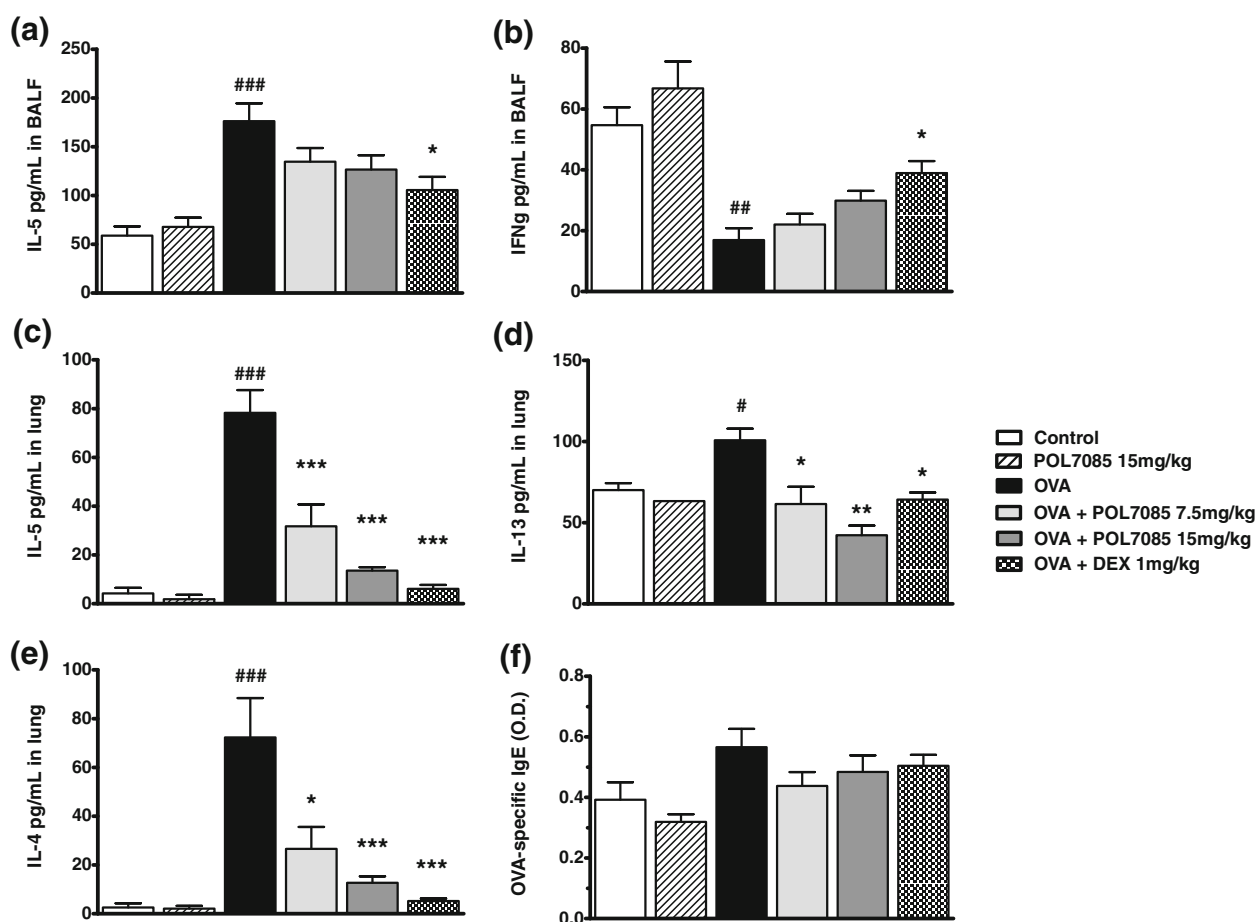 (a)
IL-5 pg/mL in BALF
250
200
150
100
50
0
###
*
(b)
IFNg pg/mL in BALF
80
60
40
20
0
##
*
(c)
IL-5 pg/mL in lung
100
80
60
40
20
0
###
***
***
***
(d)
IL-13 pg/mL in lung
150
100
50
0
#
*
**
*
Control
POL7085 15mg/kg
OVA
OVA + POL7085 7.5mg/kg
OVA + POL7085 15mg/kg
OVA + DEX 1mg/kg
(e)
IL-4 pg/mL in lung
100
80
60
40
20
0
###
*
***
***
(f)
OVA-specific IgE (O.D.)
0.8
0.6
0.4
0.2
0.0